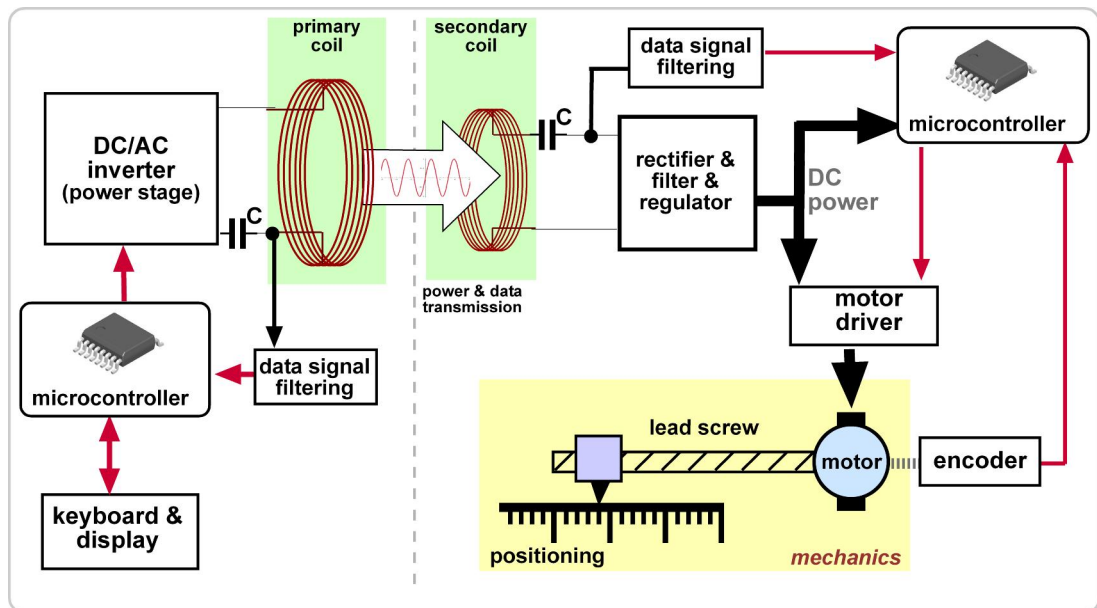 primary
coil
secondary
coil
data signal
filtering
microcontroller
DC/AC
inverter
(power stage)
C
C
rectifier &
filter &
regulator
DC
power
power & data
transmission
motor
driver
microcontroller
data signal
filtering
keyboard &
display
lead screw
motor
encoder
positioning
mechanics